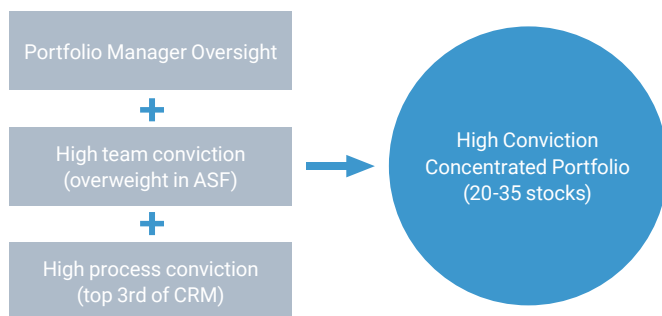 Portfolio Manager Oversight
+
High team conviction
(overweight in ASF)
+
High process conviction
(top 3rd of CRM)
High Conviction
Concentrated Portfolio
(20-35 stocks)